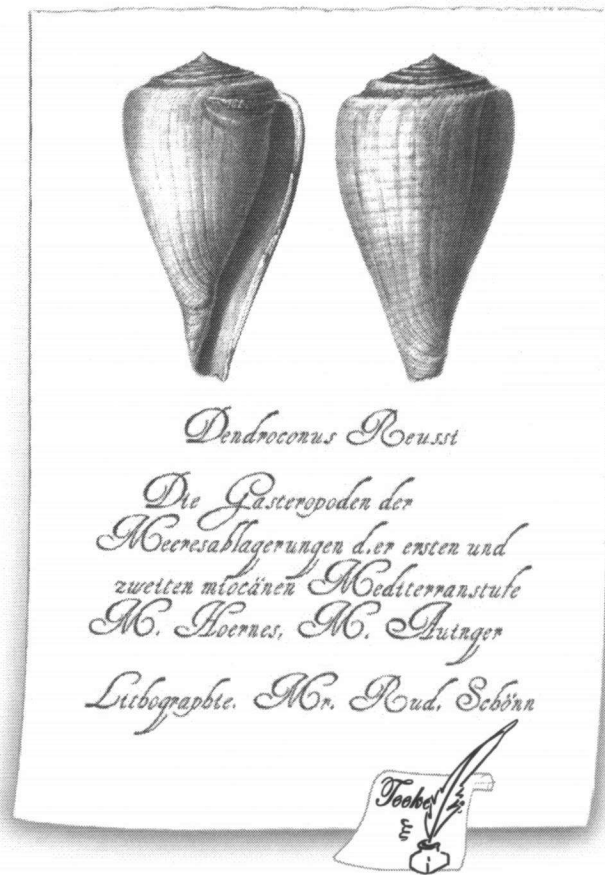 Dendroconus Reussi
Die Gasteropoden der
Meeresablagerungen d.er ersten und
zweiten miocänen Mediterranstufe
M. Hoernes, M. Auinger
Lithographie. Mr. Rud. Schönn